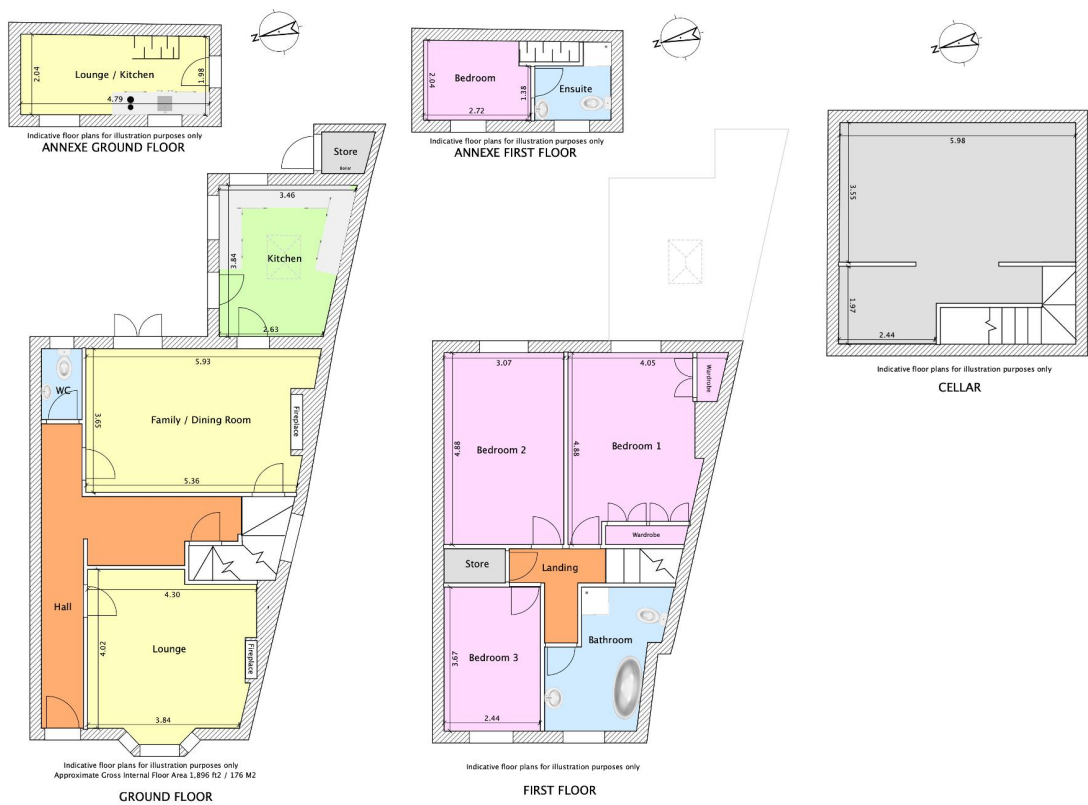 N
2.04
Lounge / Kitchen
1.98
4.79
Indicative floor plans for illustration purposes only
ANNEXE GROUND FLOOR
N
2.04
Bedroom
1.38
Ensuite
2.72
Indicative floor plans for illustration purposes only
ANNEXE FIRST FLOOR
N
5.98
3.55
1.97
2.44
Indicative floor plans for illustration purposes only
CELLAR
Store
Boiler
3.46
3.84
Kitchen
2.63
5.93
WC
3.65
Family / Dining Room
Fireplace
5.36
Hall
4.30
4.02
Lounge
Fireplace
3.84
Indicative floor plans for illustration purposes only
Approximate Gross Internal Floor Area 1,896 ft2 / 176 M2
GROUND FLOOR
3.07
4.05
Wardrobe
4.88
Bedroom 2
4.88
Bedroom 1
Wardrobe
Store
Landing
3.67
Bedroom 3
Bathroom
2.44
Indicative floor plans for illustration purposes only
FIRST FLOOR